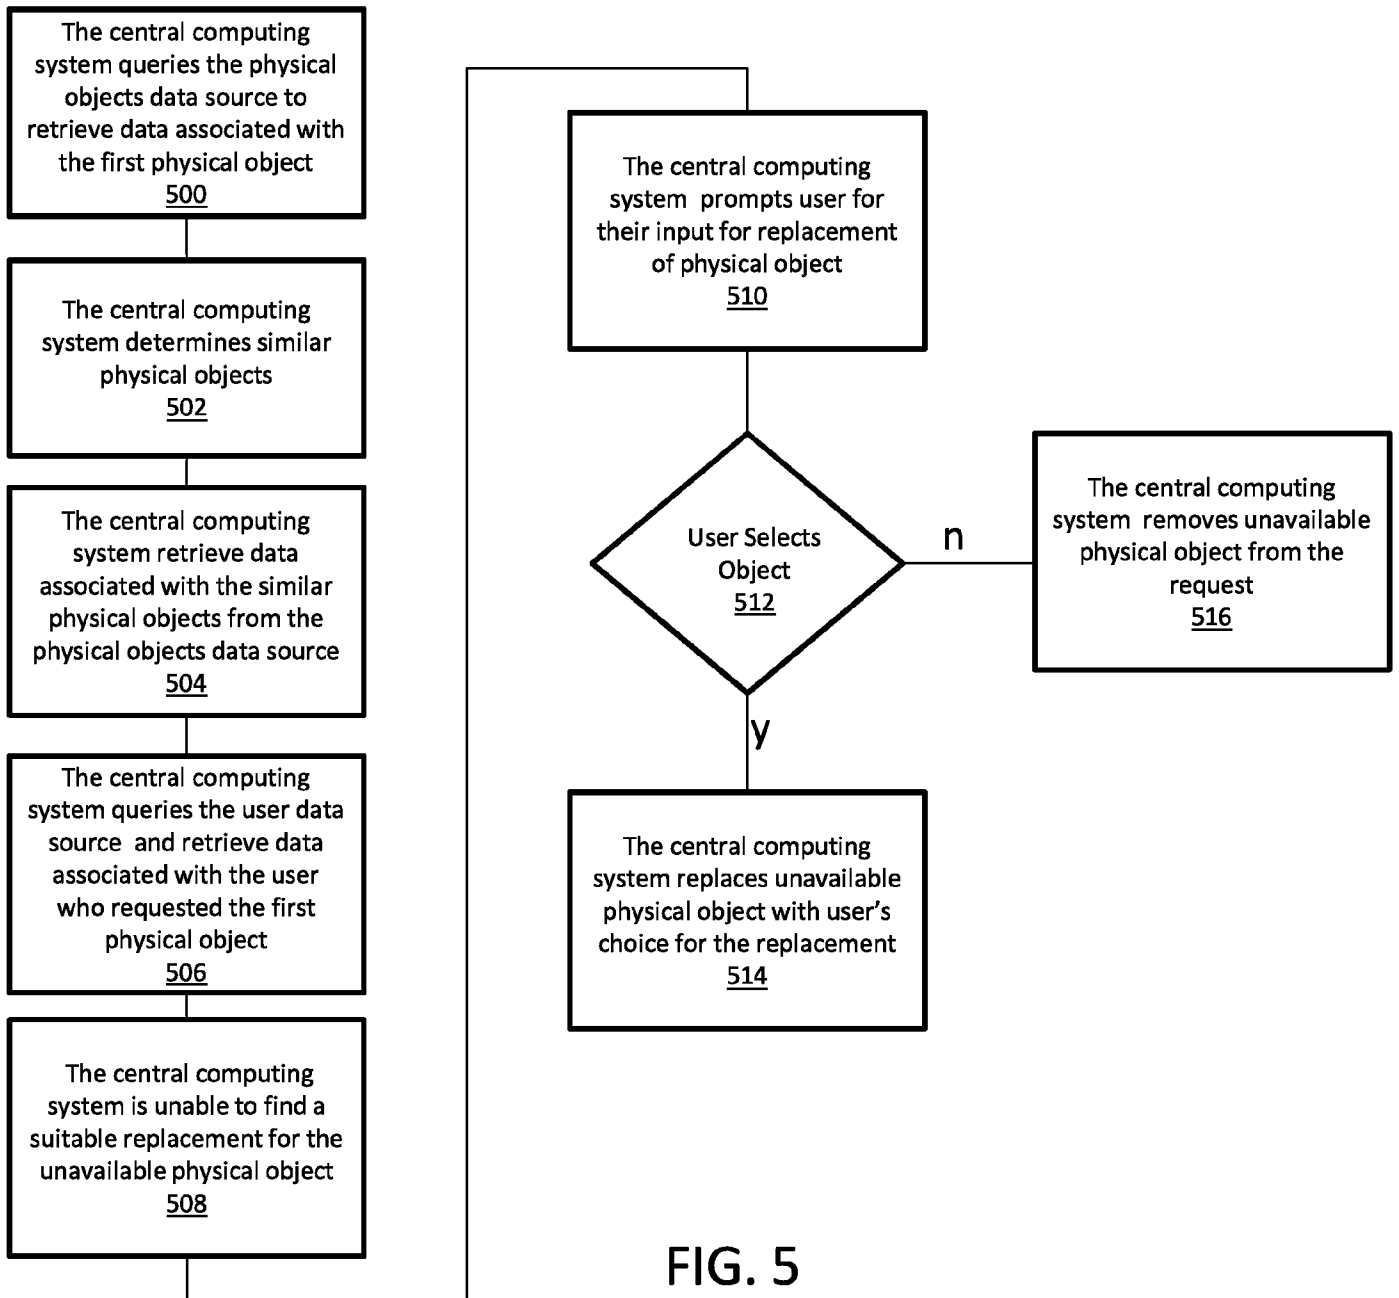 The central computing
system queries the physical
objects data source to
retrieve data associated with
the first physical object
500
The central computing
system determines similar
physical objects
502
The central computing
system retrieve data
associated with the similar
physical objects from the
physical objects data source
504
The central computing
system queries the user data
source and retrieve data
associated with the user
who requested the first
physical object
506
The central computing
system is unable to find a
suitable replacement for the
unavailable physical object
508
The central computing
system prompts user for
their input for replacement
of physical object
510
User Selects
Object
512
n
The central computing
system removes unavailable
physical object from the
request
516
y
The central computing
system replaces unavailable
physical object with user's
choice for the replacement
514
FIG. 5